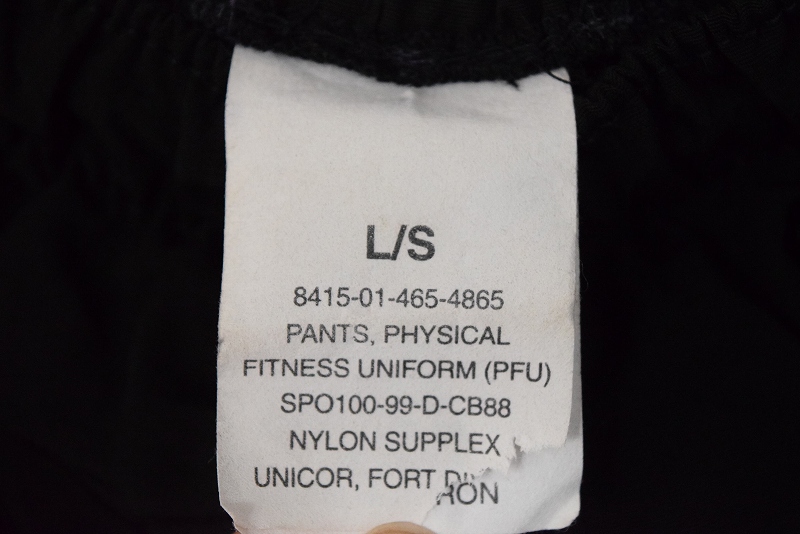 L/S
8415-01-465-4865
PANTS, PHYSICAL
FITNESS UNIFORM (PFU)
SPO100-99-D-CB88
NYLON SUPPLEX
UNICOR, FORT